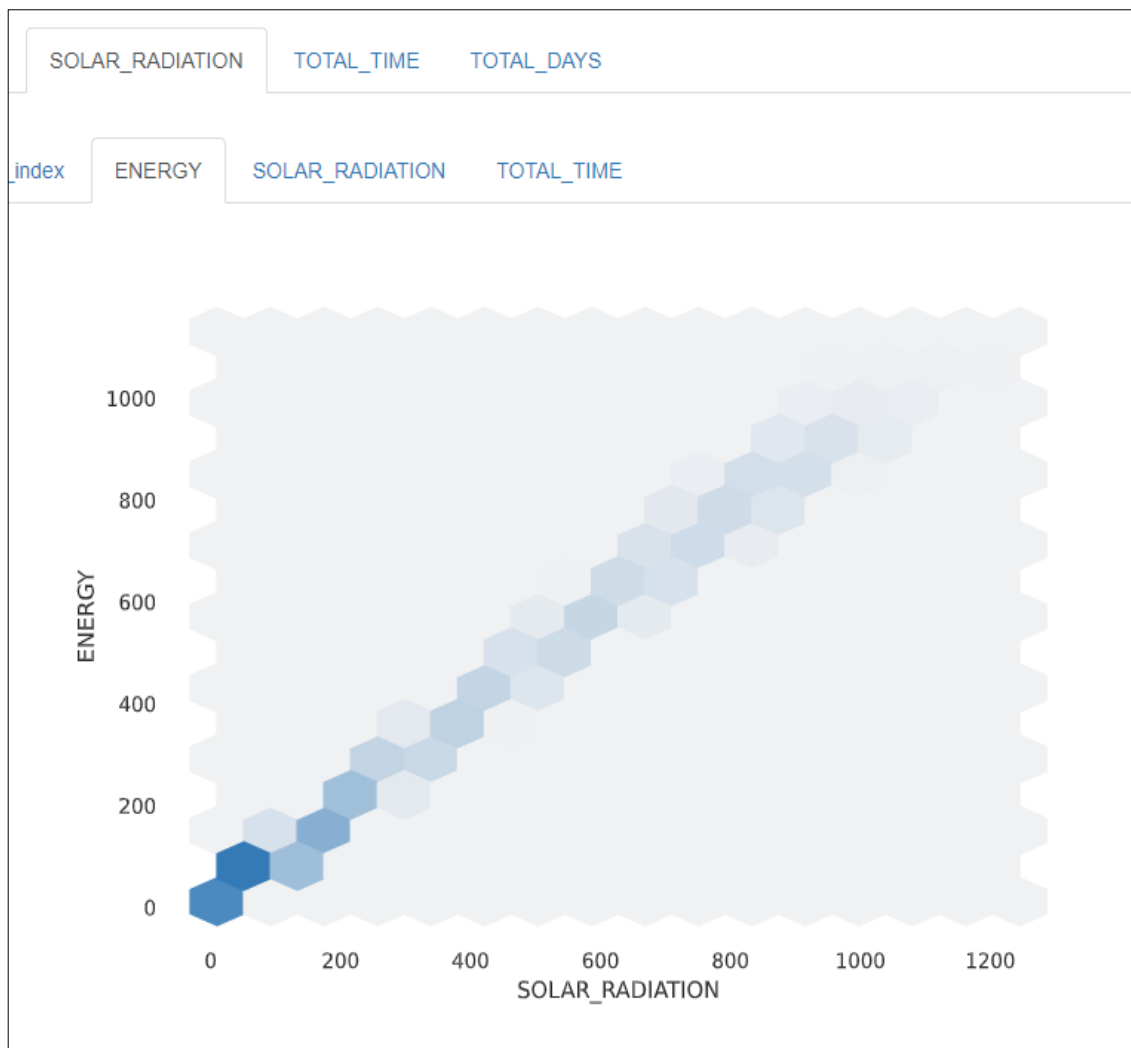 SOLAR_RADIATION TOTAL_TIME TOTAL_DAYS
_index ENERGY SOLAR_RADIATION TOTAL_TIME
1000
800
600
400
200
0
ENERGY
0 200 400 600 800 1000 1200
SOLAR_RADIATION